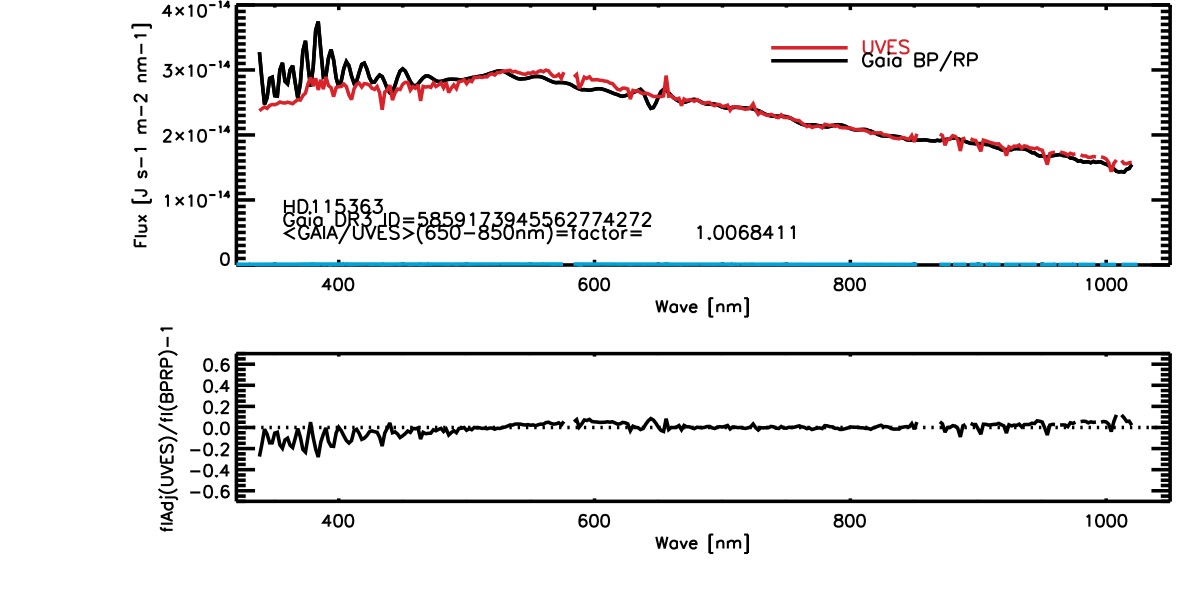 4×10−14
3×10−14
2×10−14
1×10−14
0
Flux [J s−1 m−2 nm−1]
UVES
Gaia BP/RP
HD115363
Gaia DR3 ID=5859173945562774272
<GAIA/UVES>(650−850nm)=factor= 1.0068411
400 600 800 1000
Wave [nm]
flAdj(UVES)/fl(BPRP)−1
0.6
0.4
0.2
0.0
−0.2
−0.4
−0.6
400 600 800 1000
Wave [nm]